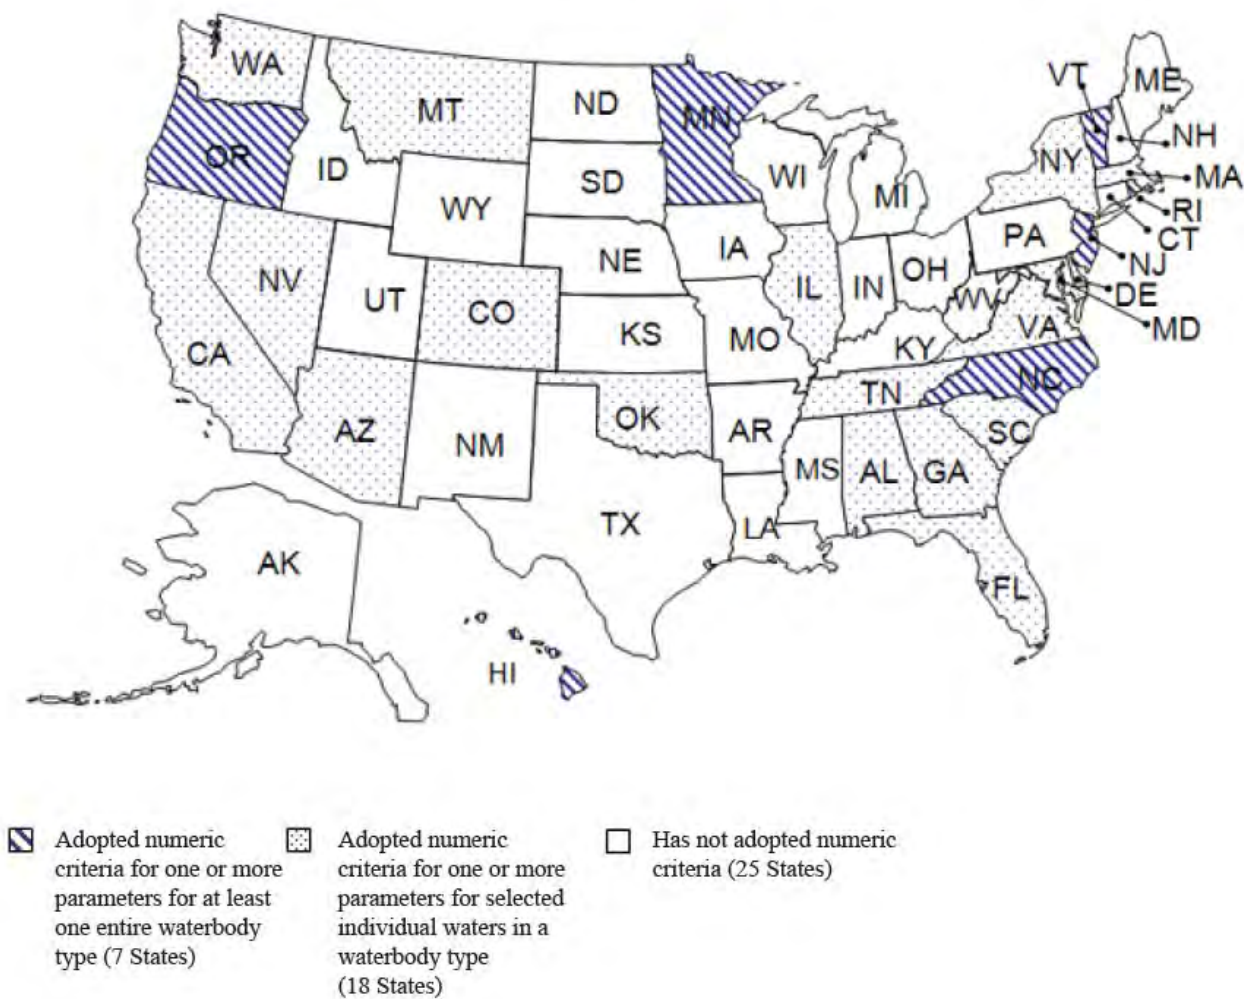 WA
MT
ND
MN
VT
ME
OR
ID
SD
WI
MI
NY
NH
MA
WY
RI
IA
PA
CT
NE
NV
UT
CO
IL
IN
OH
NJ
DE
WV
MD
KS
MO
VA
CA
KY
NC
AZ
OK
TN
NM
AR
SC
MS
AL
GA
TX
LA
AK
FL
HI
Adopted numeric
criteria for one or more
parameters for at least
one entire waterbody
type (7 States)
Adopted numeric
criteria for one or more
parameters for selected
individual waters in a
waterbody type
(18 States)
Has not adopted numeric
criteria (25 States)